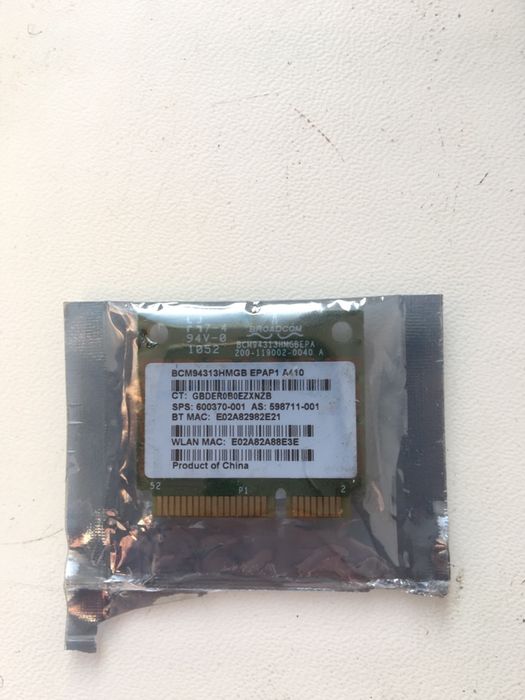 94V-0
1052
BROADCOM
BCM94313HMGBEPA
200-119002-0040 A
BCM94313HMGB EPAP1 A410
CT: GBDER0B0EZXNZB
SPS: 600370-001 AS: 598711-001
BT MAC: E02A82982E21
WLAN MAC: E02A82A88E3E
Product of China
52
P1
2